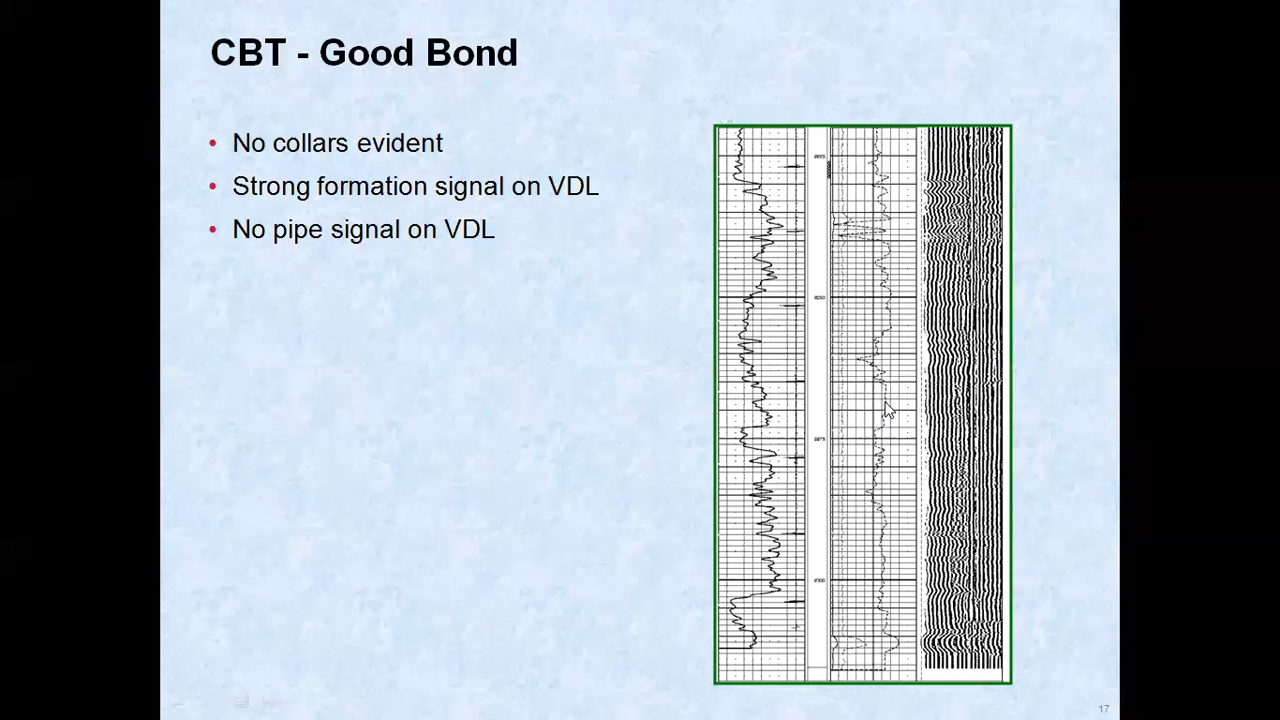 CBT - Good Bond
• No collars evident
• Strong formation signal on VDL
• No pipe signal on VDL
17